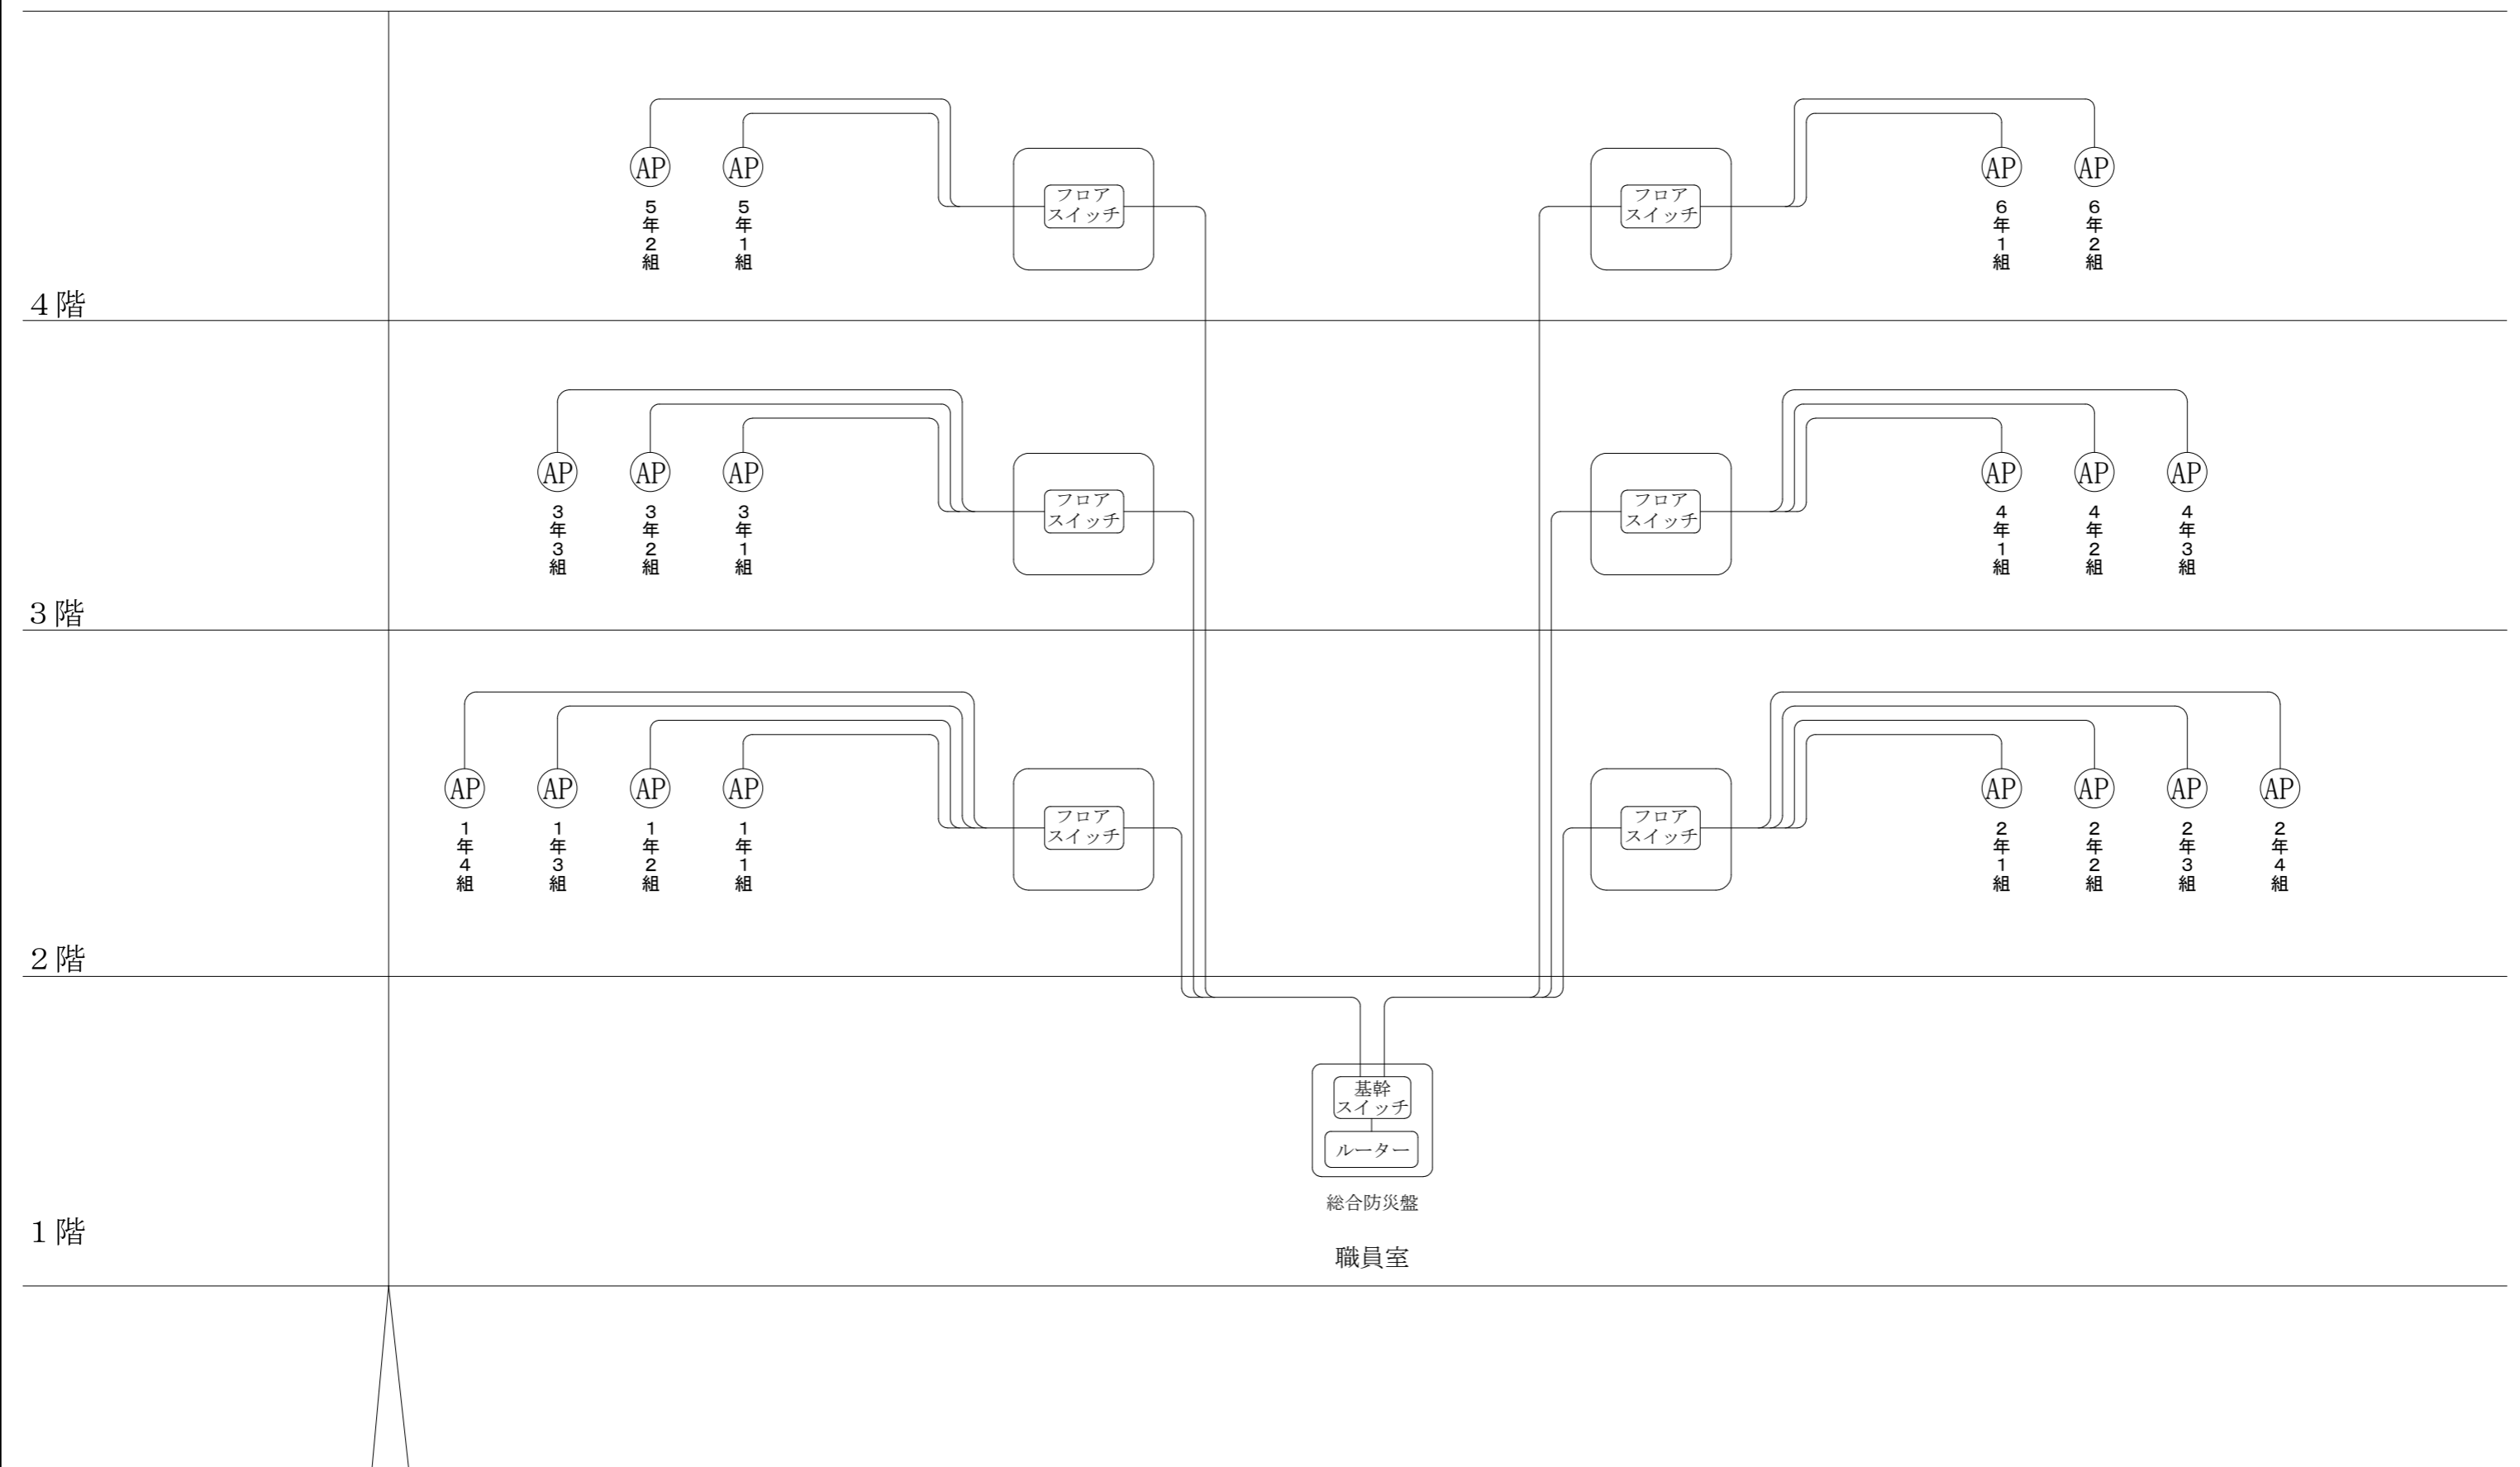 AP
AP
フロア
スイッチ
フロア
スイッチ
AP
AP
5年2組
5年1組
6年1組
6年2組
4階
AP
AP
AP
フロア
スイッチ
フロア
スイッチ
AP
AP
AP
3年3組
3年2組
3年1組
4年1組
4年2組
4年3組
3階
AP
AP
AP
AP
フロア
スイッチ
フロア
スイッチ
AP
AP
AP
AP
1年4組
1年3組
1年2組
1年1組
2年1組
2年2組
2年3組
2年4組
2階
基幹
スイッチ
ルーター
総合防災盤
1階
職員室